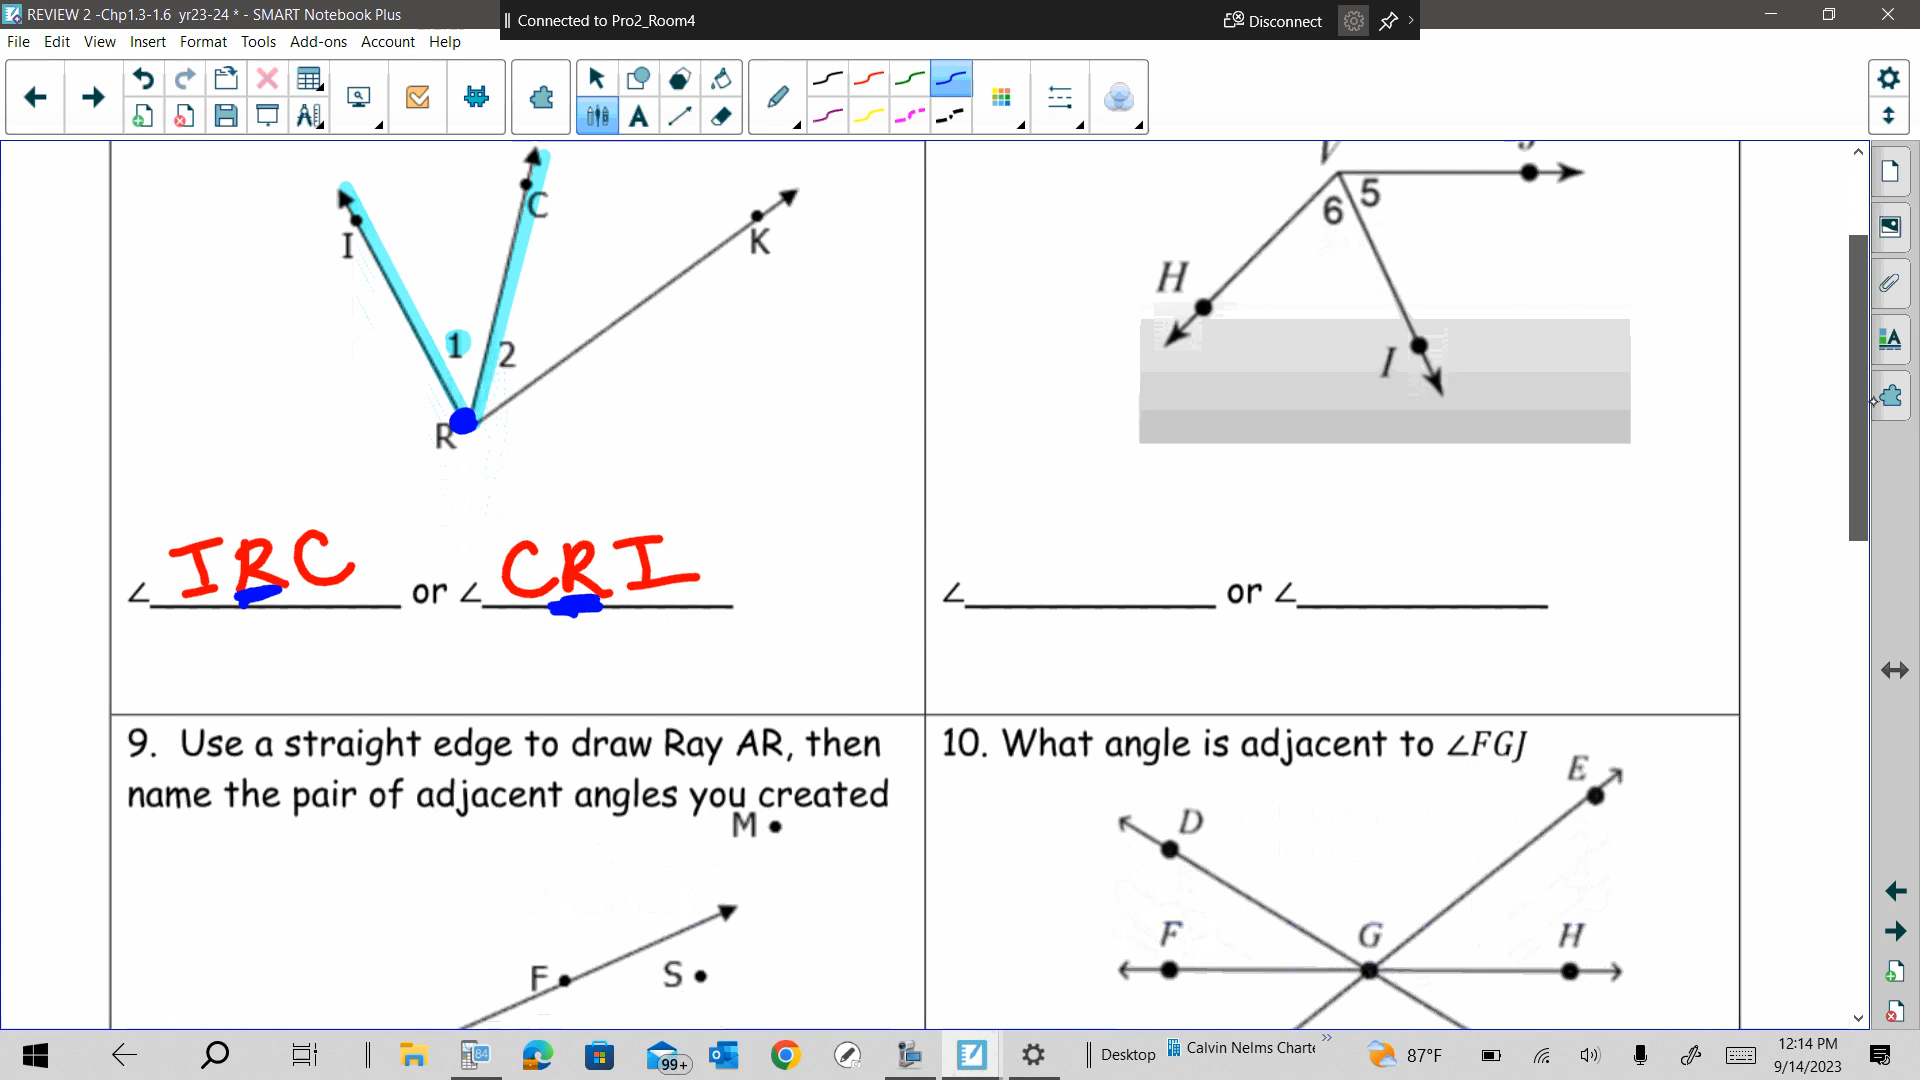 REVIEW 2 -Chp1.3-1.6 yr23-24 * - SMART Notebook Plus
Connected to Pro2_Room4
Disconnect
File Edit View Insert Format Tools Add-ons Account Help
C
I
K
1
2
R
5
6
H
I
∠ IRC or ∠ CRI
∠____________ or ∠____________
9. Use a straight edge to draw Ray AR, then
name the pair of adjacent angles you created
M
F
S
10. What angle is adjacent to ∠FGJ
E
D
F
G
H
84
99+
Desktop
Calvin Nelms Charte
87°F
12:14 PM
9/14/2023